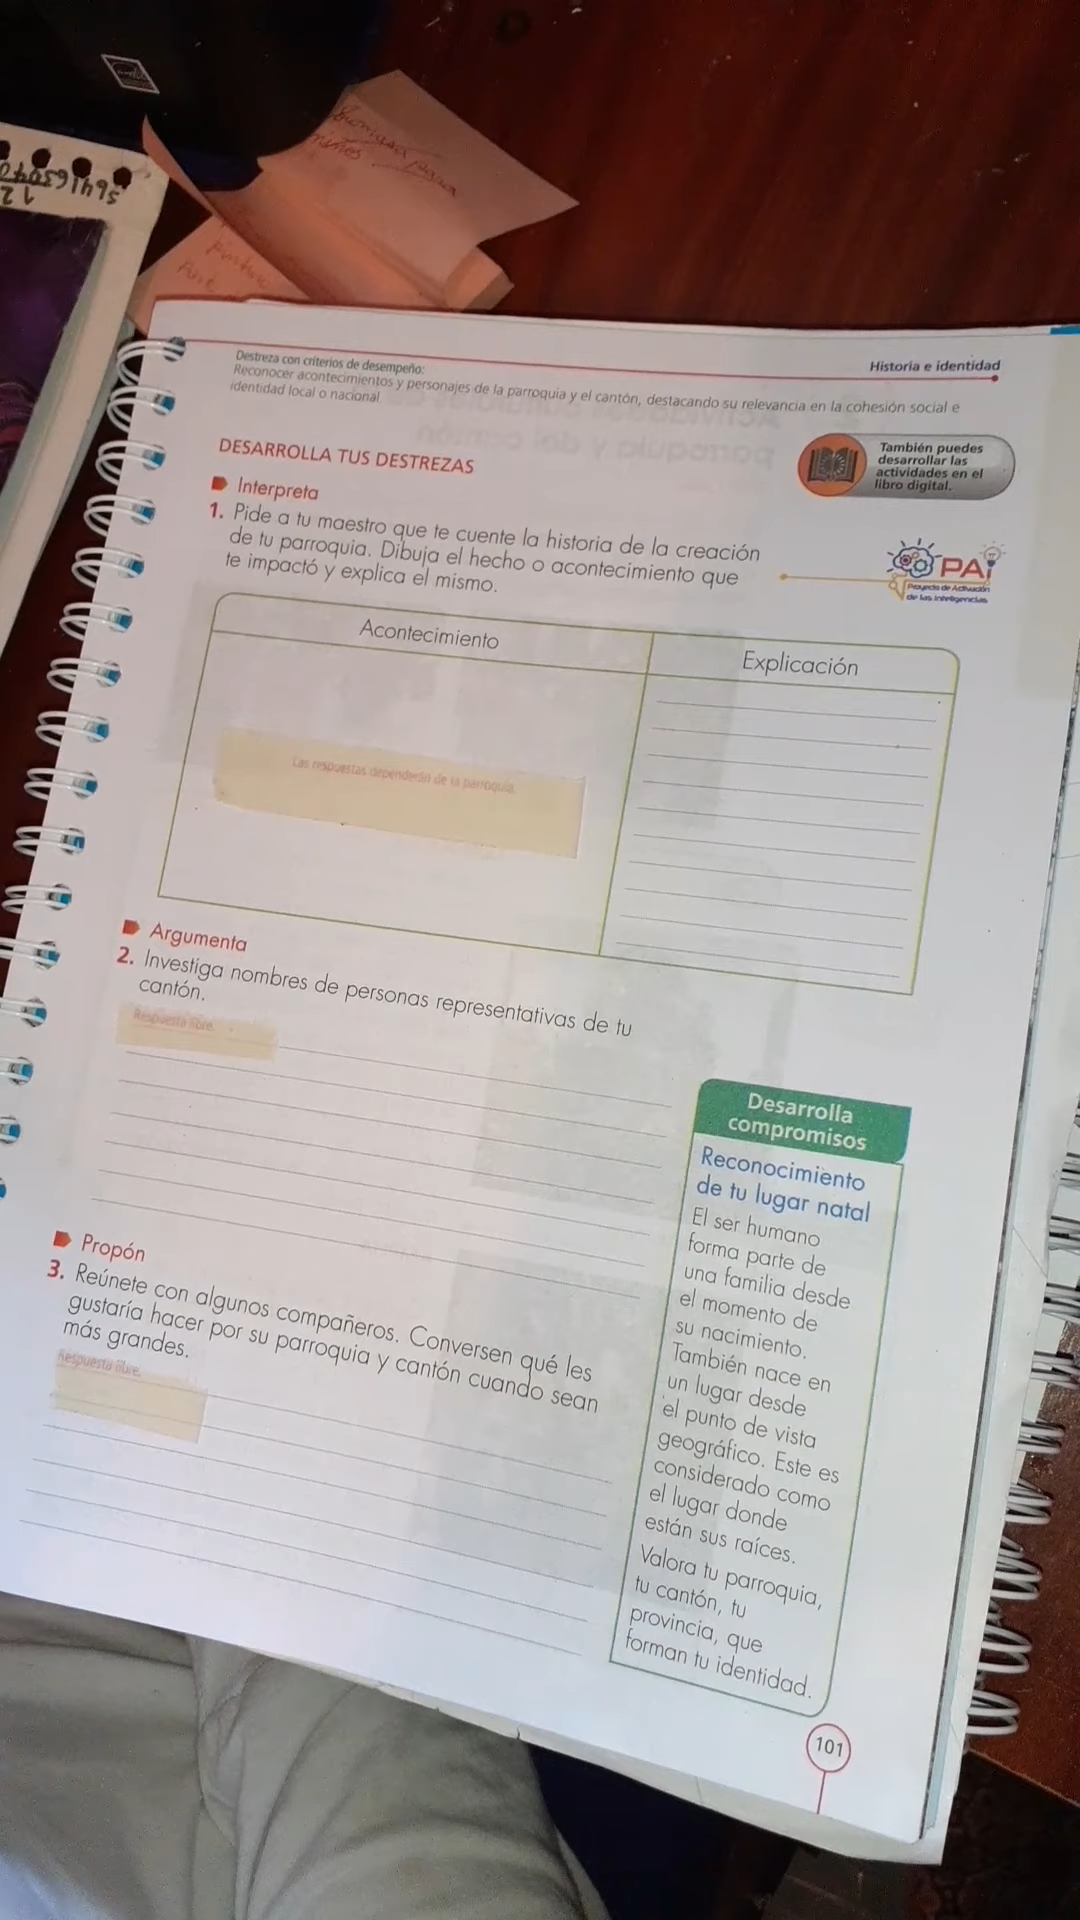 niños
Historia e identidad
Destreza con criterios de desempeño:
Reconocer acontecimientos y personajes de la parroquia y el cantón, destacando su relevancia en la cohesión social e
identidad local o nacional
DESARROLLA TUS DESTREZAS
También puedes
desarrollar las
actividades en el
libro digital.
Interpreta
1. Pide a tu maestro que te cuente la historia de la creación
de tu parroquia. Dibuja el hecho o acontecimiento que
te impactó y explica el mismo.
PAI
Proyecto de Activación
de las Inteligencias
Acontecimiento
Explicación
Las respuestas dependerán de la parroquia.
Argumenta
2. Investiga nombres de personas representativas de tu
cantón.
Respuesta libre.
Propón
3. Reúnete con algunos compañeros. Conversen qué les
gustaría hacer por su parroquia y cantón cuando sean
más grandes.
Respuesta libre.
Desarrolla
compromisos
Reconocimiento
de tu lugar natal
El ser humano
forma parte de
una familia desde
el momento de
su nacimiento.
También nace en
un lugar desde
el punto de vista
geográfico. Este es
considerado como
el lugar donde
están sus raíces.
Valora tu parroquia,
tu cantón, tu
provincia, que
forman tu identidad.
101